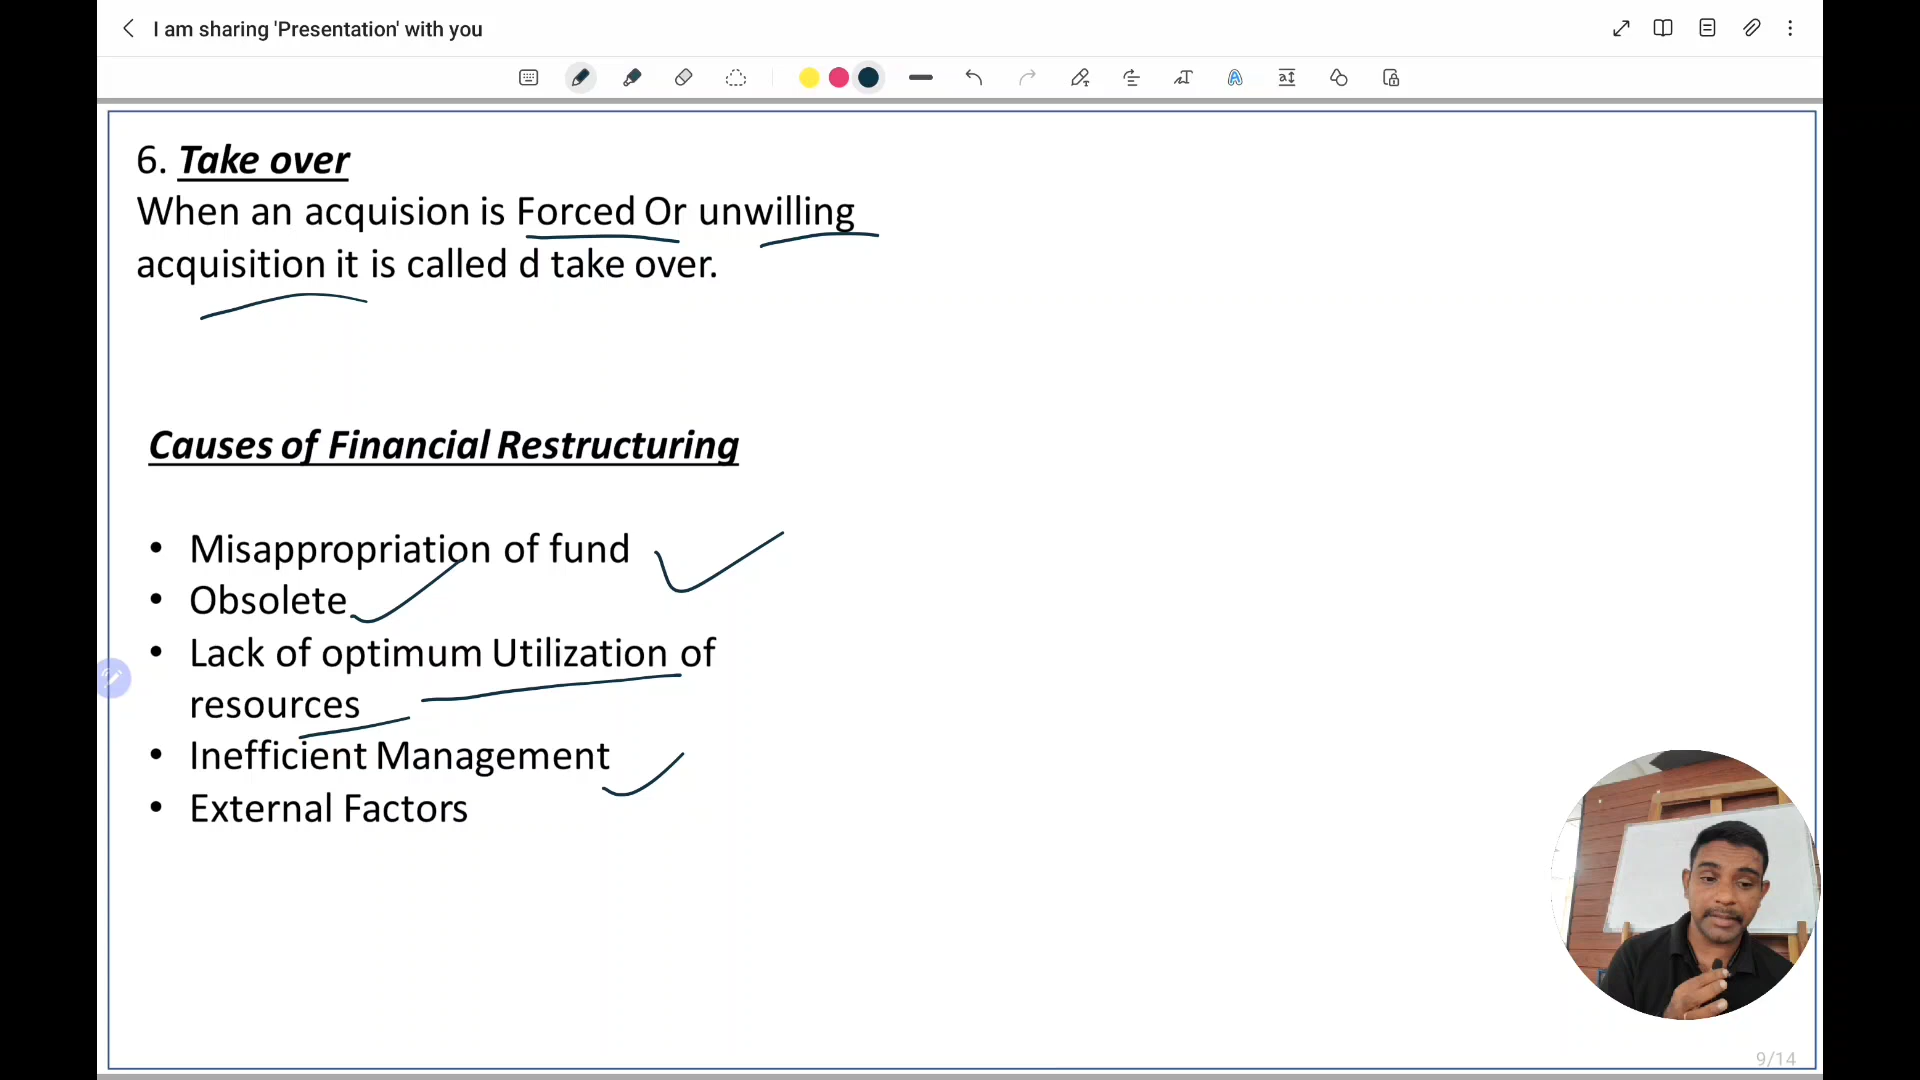 I am sharing 'Presentation' with you
6. Take over
When an acquision is Forced Or unwilling
acquisition it is called d take over.
Causes of Financial Restructuring
• Misappropriation of fund
• Obsolete
• Lack of optimum Utilization of
resources
• Inefficient Management
• External Factors
9/14